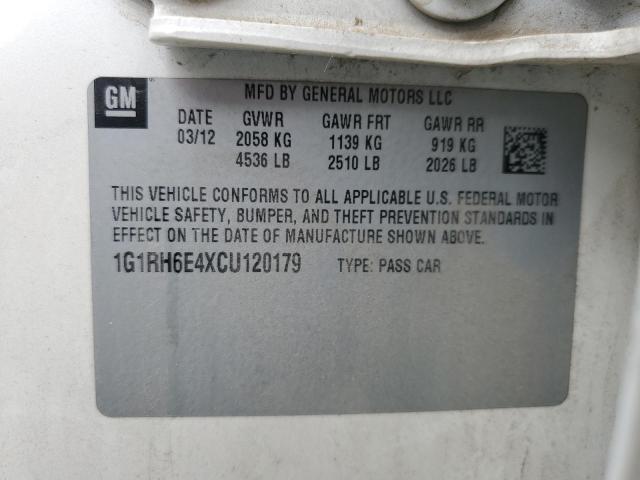 GM
MFD BY GENERAL MOTORS LLC
DATE GVWR GAWR FRT GAWR RR
03/12 2058 KG 1139 KG 919 KG
4536 LB 2510 LB 2026 LB
THIS VEHICLE CONFORMS TO ALL APPLICABLE U.S. FEDERAL MOTOR
VEHICLE SAFETY, BUMPER, AND THEFT PREVENTION STANDARDS IN
EFFECT ON THE DATE OF MANUFACTURE SHOWN ABOVE.
1G1RH6E4XCU120179 TYPE: PASS CAR